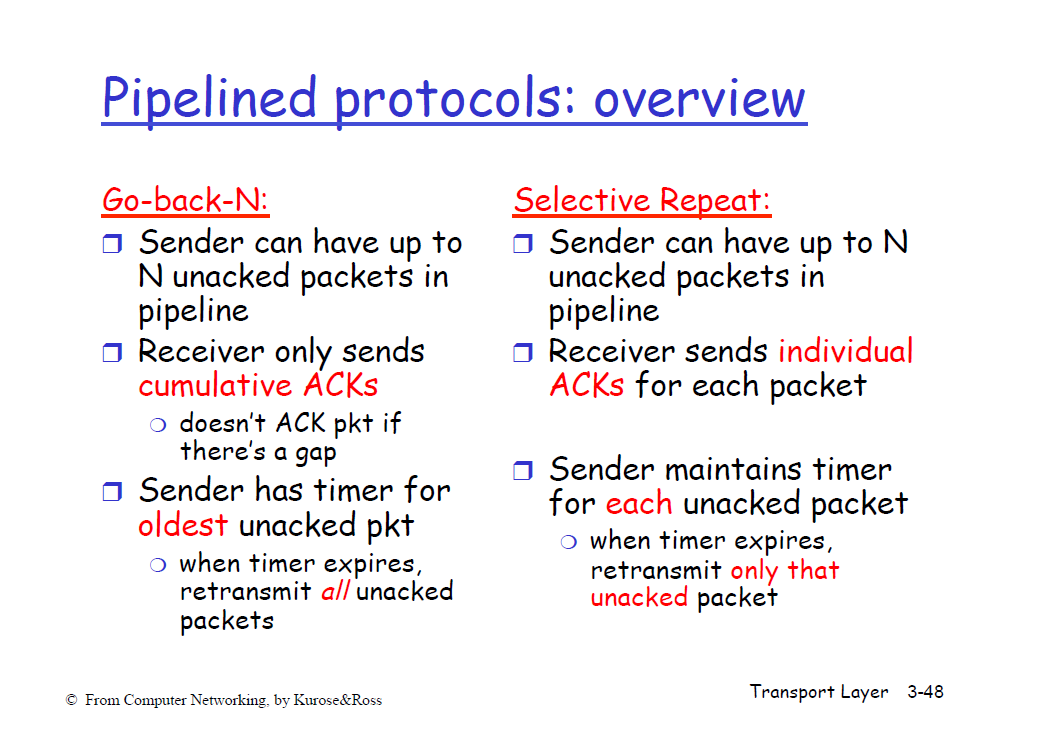 Pipelined protocols: overview
Go-back-N:
Sender can have up to
N unacked packets in
pipeline
Receiver only sends
cumulative ACKs
doesn't ACK pkt if
there's a gap
Sender has timer for
oldest unacked pkt
when timer expires,
retransmit all unacked
packets
Selective Repeat:
Sender can have up to N
unacked packets in
pipeline
Receiver sends individual
ACKs for each packet
Sender maintains timer
for each unacked packet
when timer expires,
retransmit only that
unacked packet
© From Computer Networking, by Kurose&Ross
Transport Layer 3-48